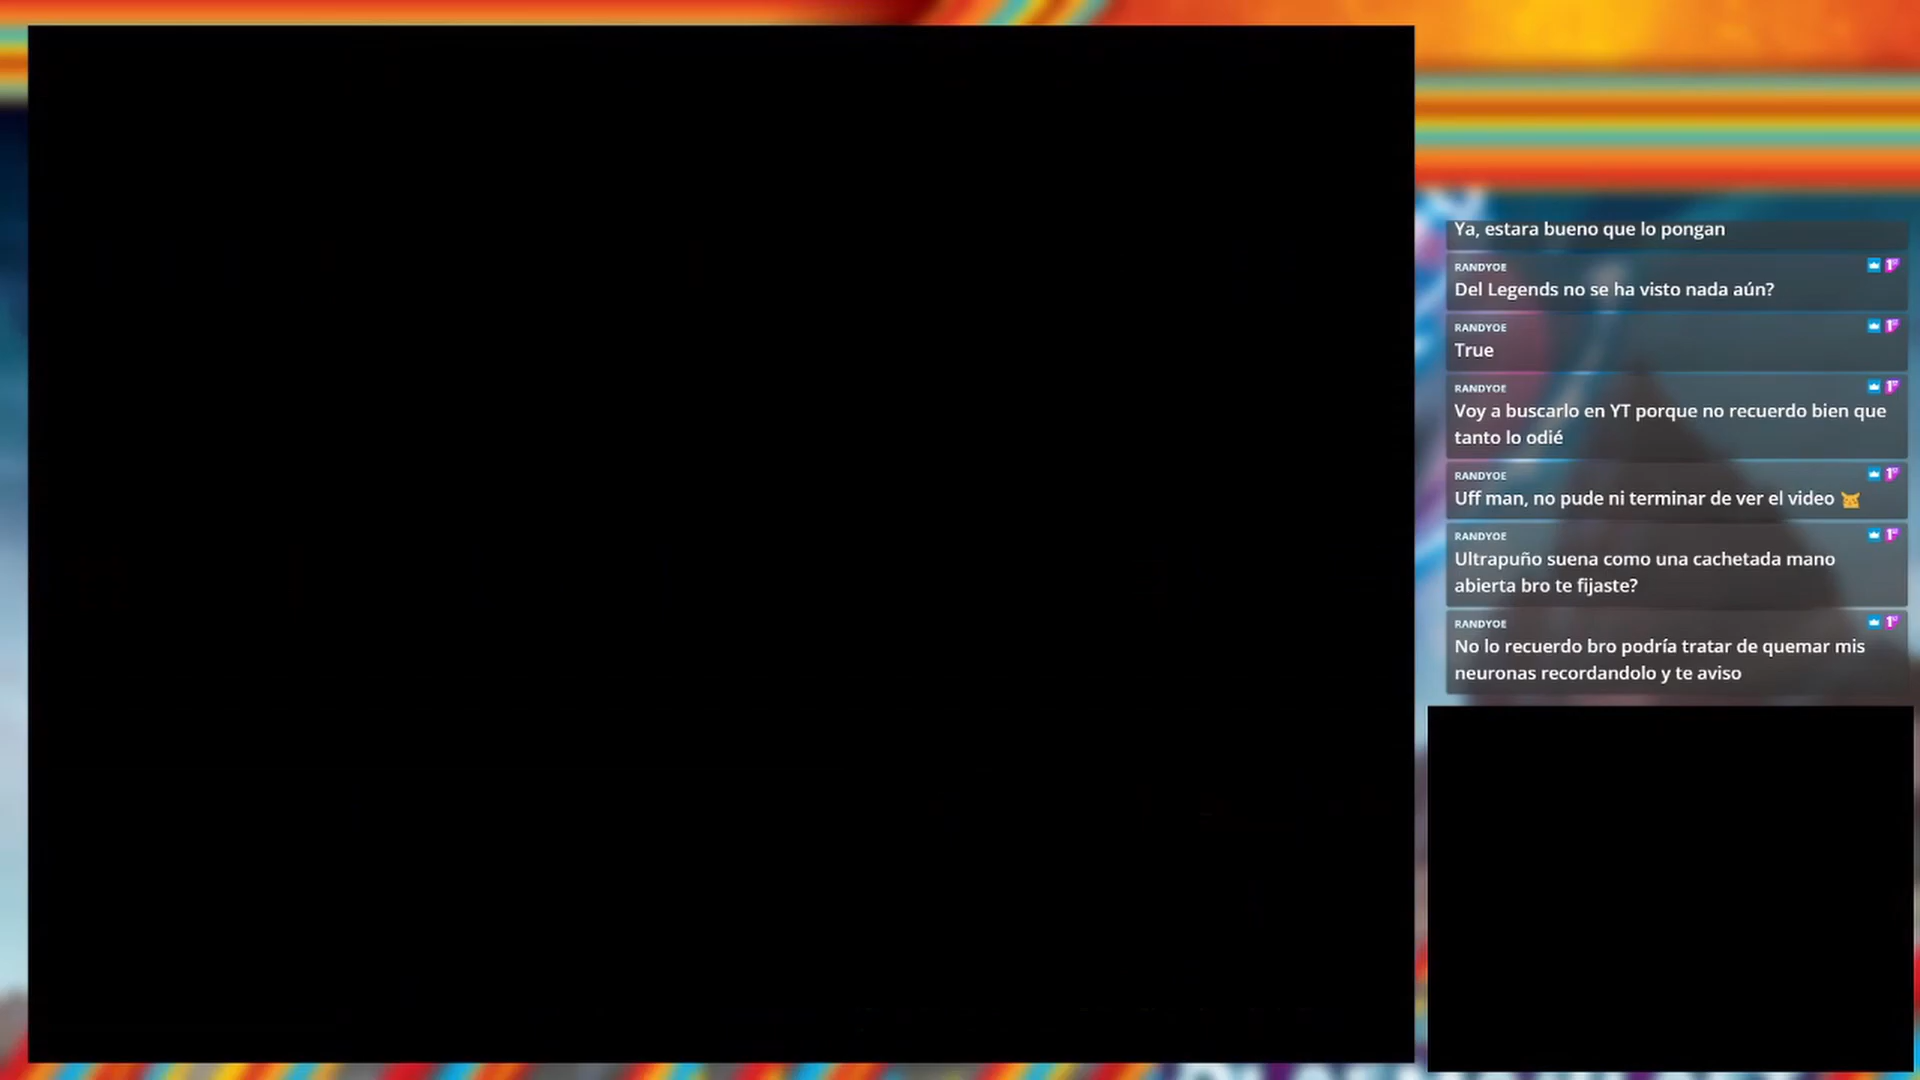 Ya, estara bueno que lo pongan
RANDYOE
Del Legends no se ha visto nada aún?
RANDYOE
True
RANDYOE
Voy a buscarlo en YT porque no recuerdo bien que
tanto lo odié
RANDYOE
Uff man, no pude ni terminar de ver el video
RANDYOE
Ultrapuño suena como una cachetada mano
abierta bro te fijaste?
RANDYOE
No lo recuerdo bro podría tratar de quemar mis
neuronas recordandolo y te aviso